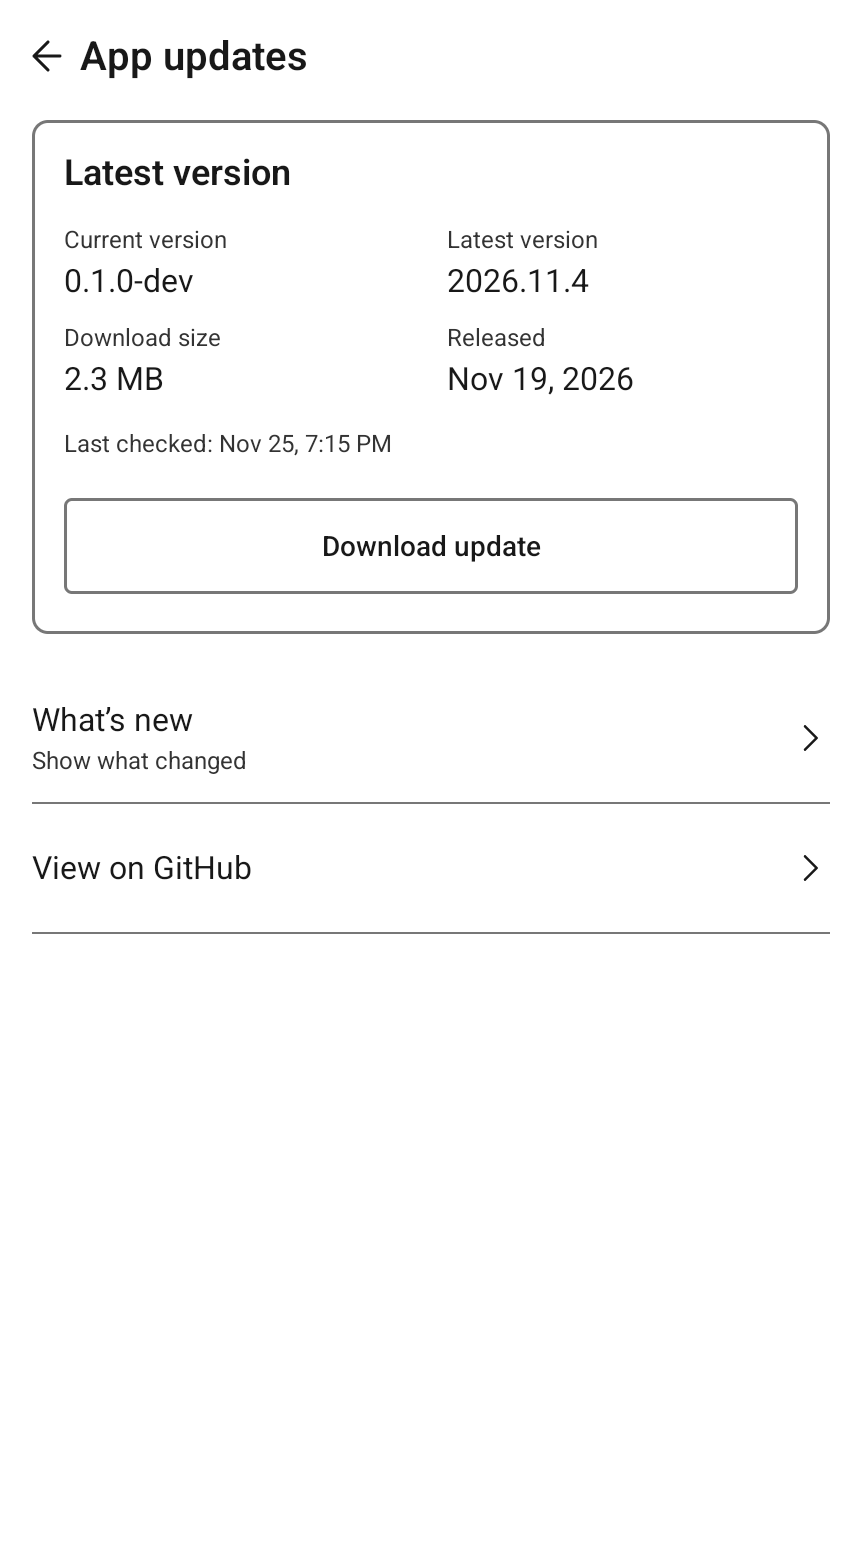 App updates
Latest version
Current version
0.1.0-dev
Latest version
2026.11.4
Download size
2.3 MB
Released
Nov 19, 2026
Last checked: Nov 25, 7:15 PM
Download update
What’s new
Show what changed
View on GitHub